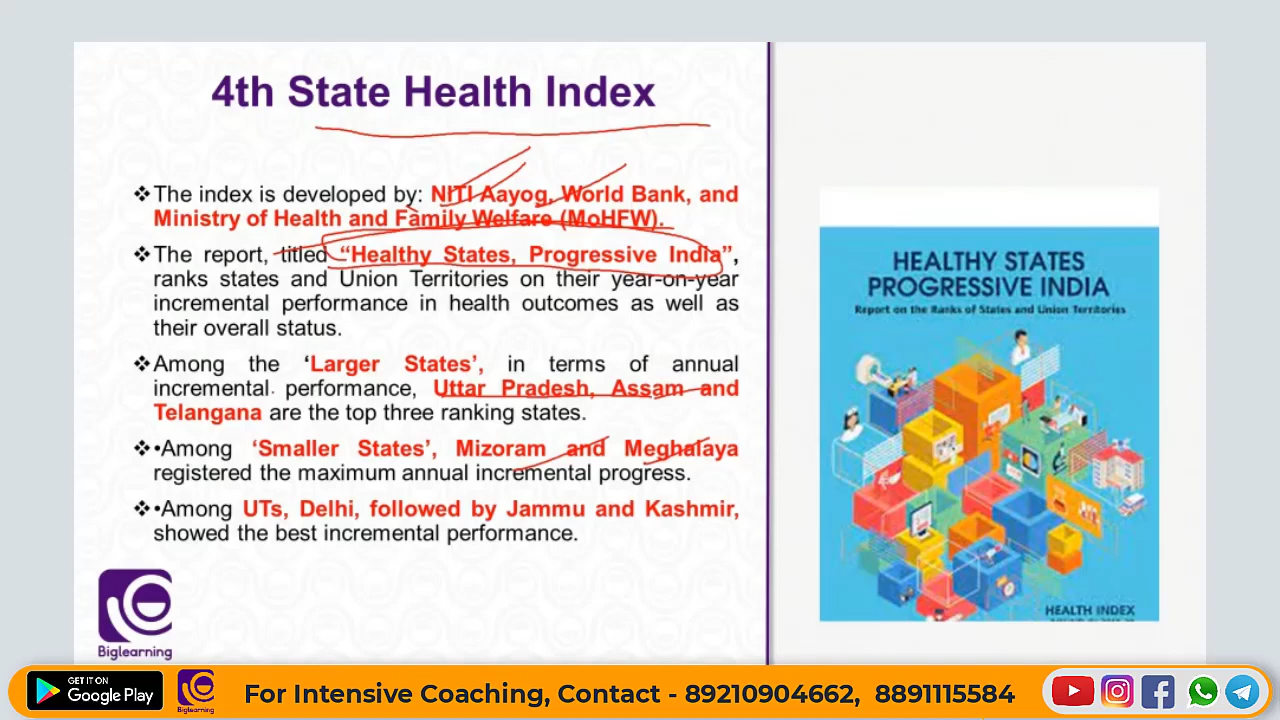 4th State Health Index
❖The index is developed by: NITI Aayog, World Bank, and
Ministry of Health and Family Welfare (MoHFW).
❖The report, titled “Healthy States, Progressive India”,
ranks states and Union Territories on their year-on-year
incremental performance in health outcomes as well as
their overall status.
❖Among the ‘Larger States’, in terms of annual
incremental performance, Uttar Pradesh, Assam and
Telangana are the top three ranking states.
❖•Among ‘Smaller States’, Mizoram and Meghalaya
registered the maximum annual incremental progress.
❖•Among UTs, Delhi, followed by Jammu and Kashmir,
showed the best incremental performance.
Biglearning
HEALTHY STATES
PROGRESSIVE INDIA
Report on the Ranks of States and Union Territories
HEALTH INDEX
GET IT ON
Google Play
Biglearning
For Intensive Coaching, Contact - 89210904662, 8891115584